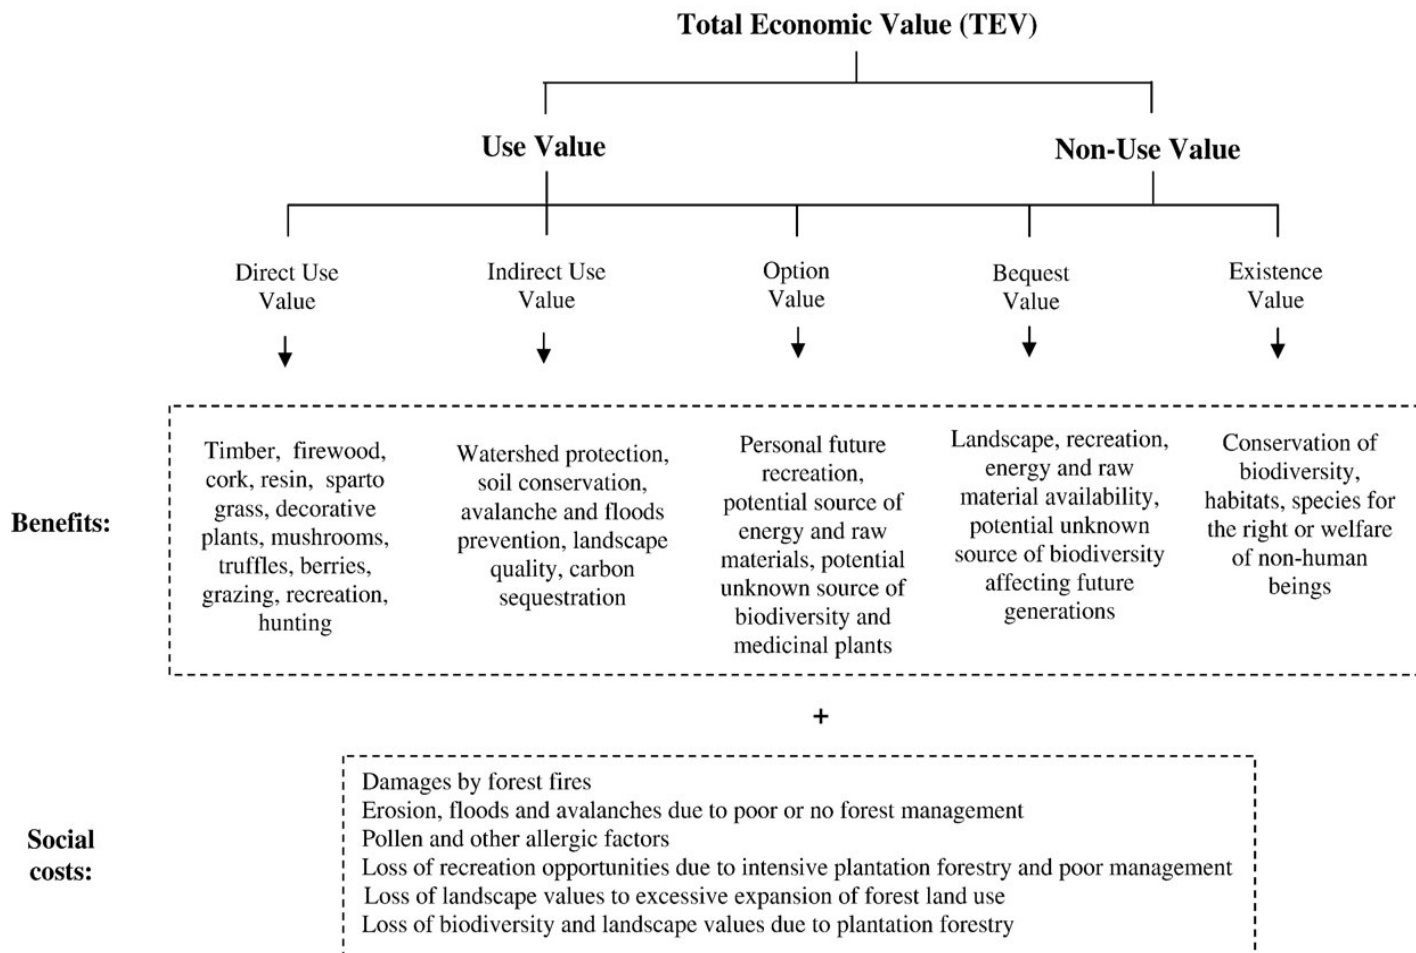 Total Economic Value (TEV)
Use Value
Non-Use Value
Direct Use
Value
Indirect Use
Value
Option
Value
Bequest
Value
Existence
Value
Benefits:
Timber, firewood,
cork, resin, sparto
grass, decorative
plants, mushrooms,
truffles, berries,
grazing, recreation,
hunting
Watershed protection,
soil conservation,
avalanche and floods
prevention, landscape
quality, carbon
sequestration
Personal future
recreation,
potential source of
energy and raw
materials, potential
unknown source of
biodiversity and
medicinal plants
Landscape, recreation,
energy and raw
material availability,
potential unknown
source of biodiversity
affecting future
generations
Conservation of
biodiversity,
habitats, species for
the right or welfare
of non-human
beings
+
Social
costs:
Damages by forest fires
Erosion, floods and avalanches due to poor or no forest management
Pollen and other allergic factors
Loss of recreation opportunities due to intensive plantation forestry and poor management
Loss of landscape values to excessive expansion of forest land use
Loss of biodiversity and landscape values due to plantation forestry